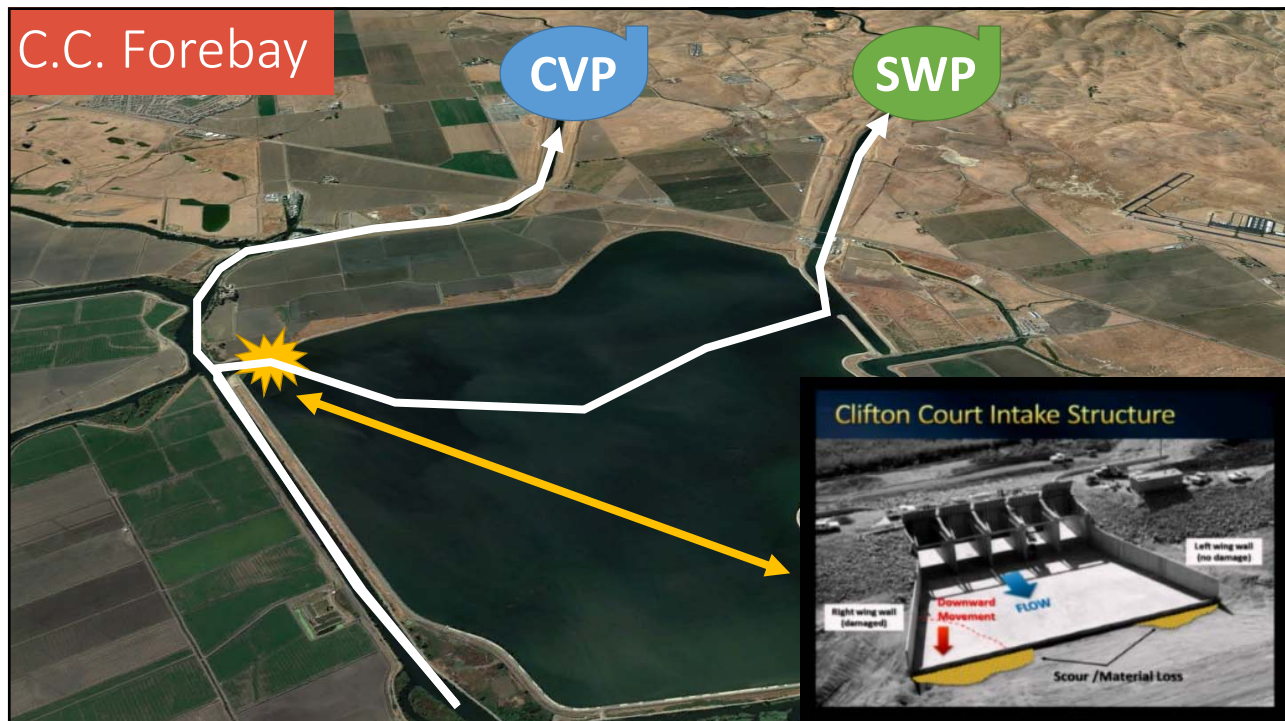 C.C. Forebay
CVP
SWP
Clifton Court Intake Structure
Left wing wall
(no damage)
Right wing wall
(damaged)
Downward
Movement
FLOW
Scour /Material Loss